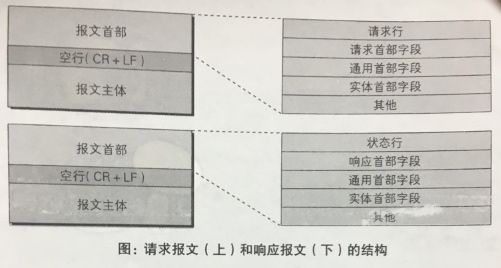 报文首部
空行(CR+LF)
报文主体
请求行
请求首部字段
通用首部字段
实体首部字段
其他
报文首部
空行(CR+LF)
报文主体
状态行
响应首部字段
通用首部字段
实体首部字段
其他
图：请求报文（上）和响应报文（下）的结构